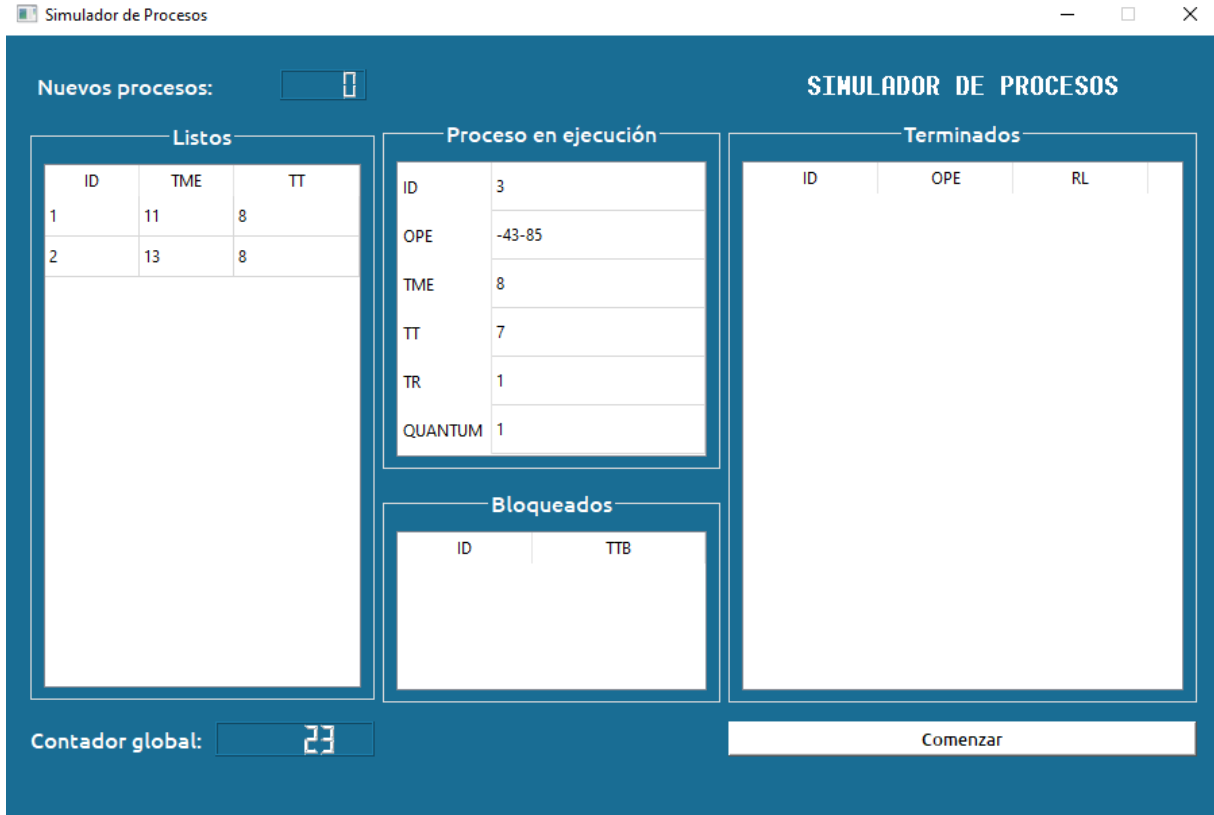 Simulador de Procesos
Nuevos procesos: 0
SIMULADOR DE PROCESOS
Listos
ID TME TT
1 11 8
2 13 8
Proceso en ejecución
ID 3
OPE -43-85
TME 8
TT 7
TR 1
QUANTUM 1
Bloqueados
ID TTB
Terminados
ID OPE RL
Contador global: 23
Comenzar